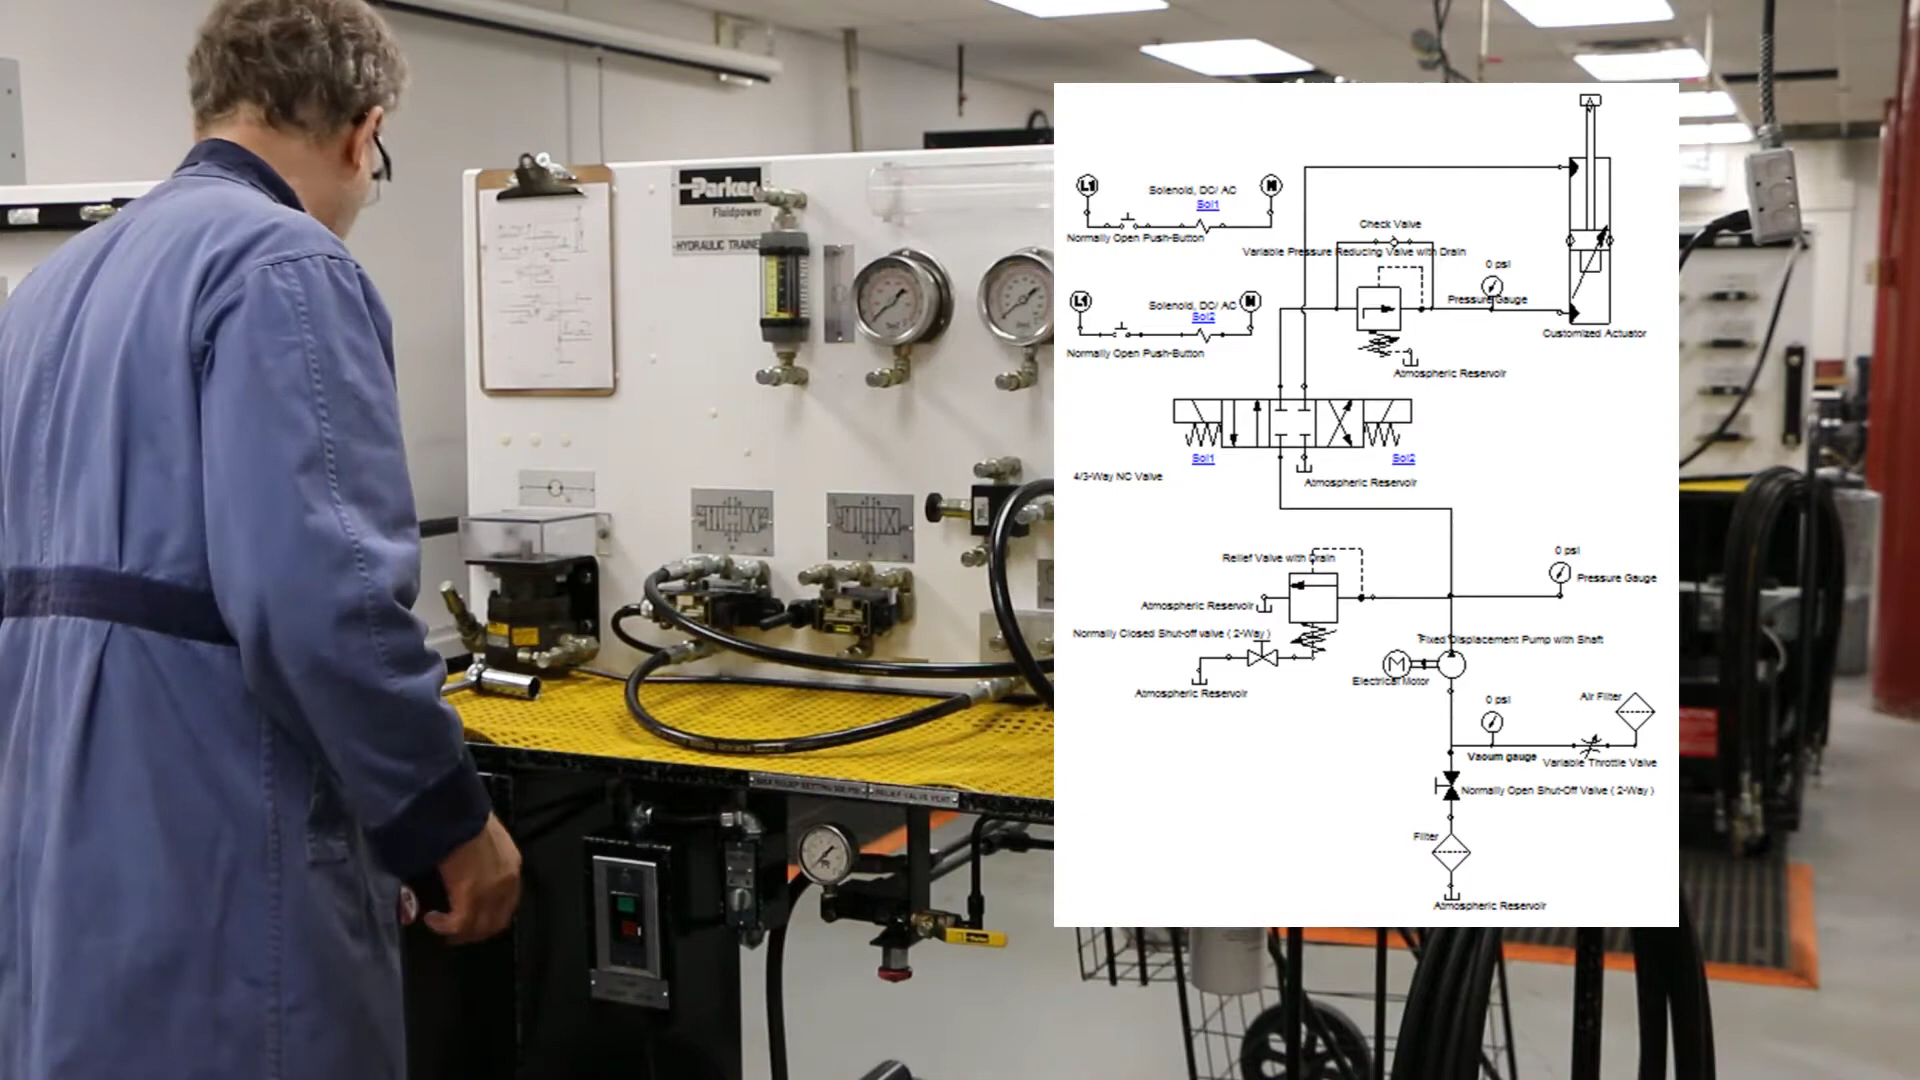 Parker
Fluidpower
HYDRAULIC TRAINE
L1
N
Solenoid, DC/ AC
Sol1
Normally Open Push-Button
Check Valve
Variable Pressure Reducing Valve with Drain
0 psi
Pressure Gauge
L1
N
Solenoid, DC/ AC
Sol2
Normally Open Push-Button
Customized Actuator
Atmospheric Reservoir
Sol1
Sol2
4/3-Way NC Valve
Atmospheric Reservoir
Relief Valve with Drain
0 psi
Pressure Gauge
Atmospheric Reservoir
Normally Closed Shut-off valve ( 2-Way )
Fixed Displacement Pump with Shaft
M
Electrical Motor
Atmospheric Reservoir
0 psi
Air Filter
Vacum gauge
Variable Throttle Valve
Normally Open Shut-Off Valve ( 2-Way )
Filter
Atmospheric Reservoir